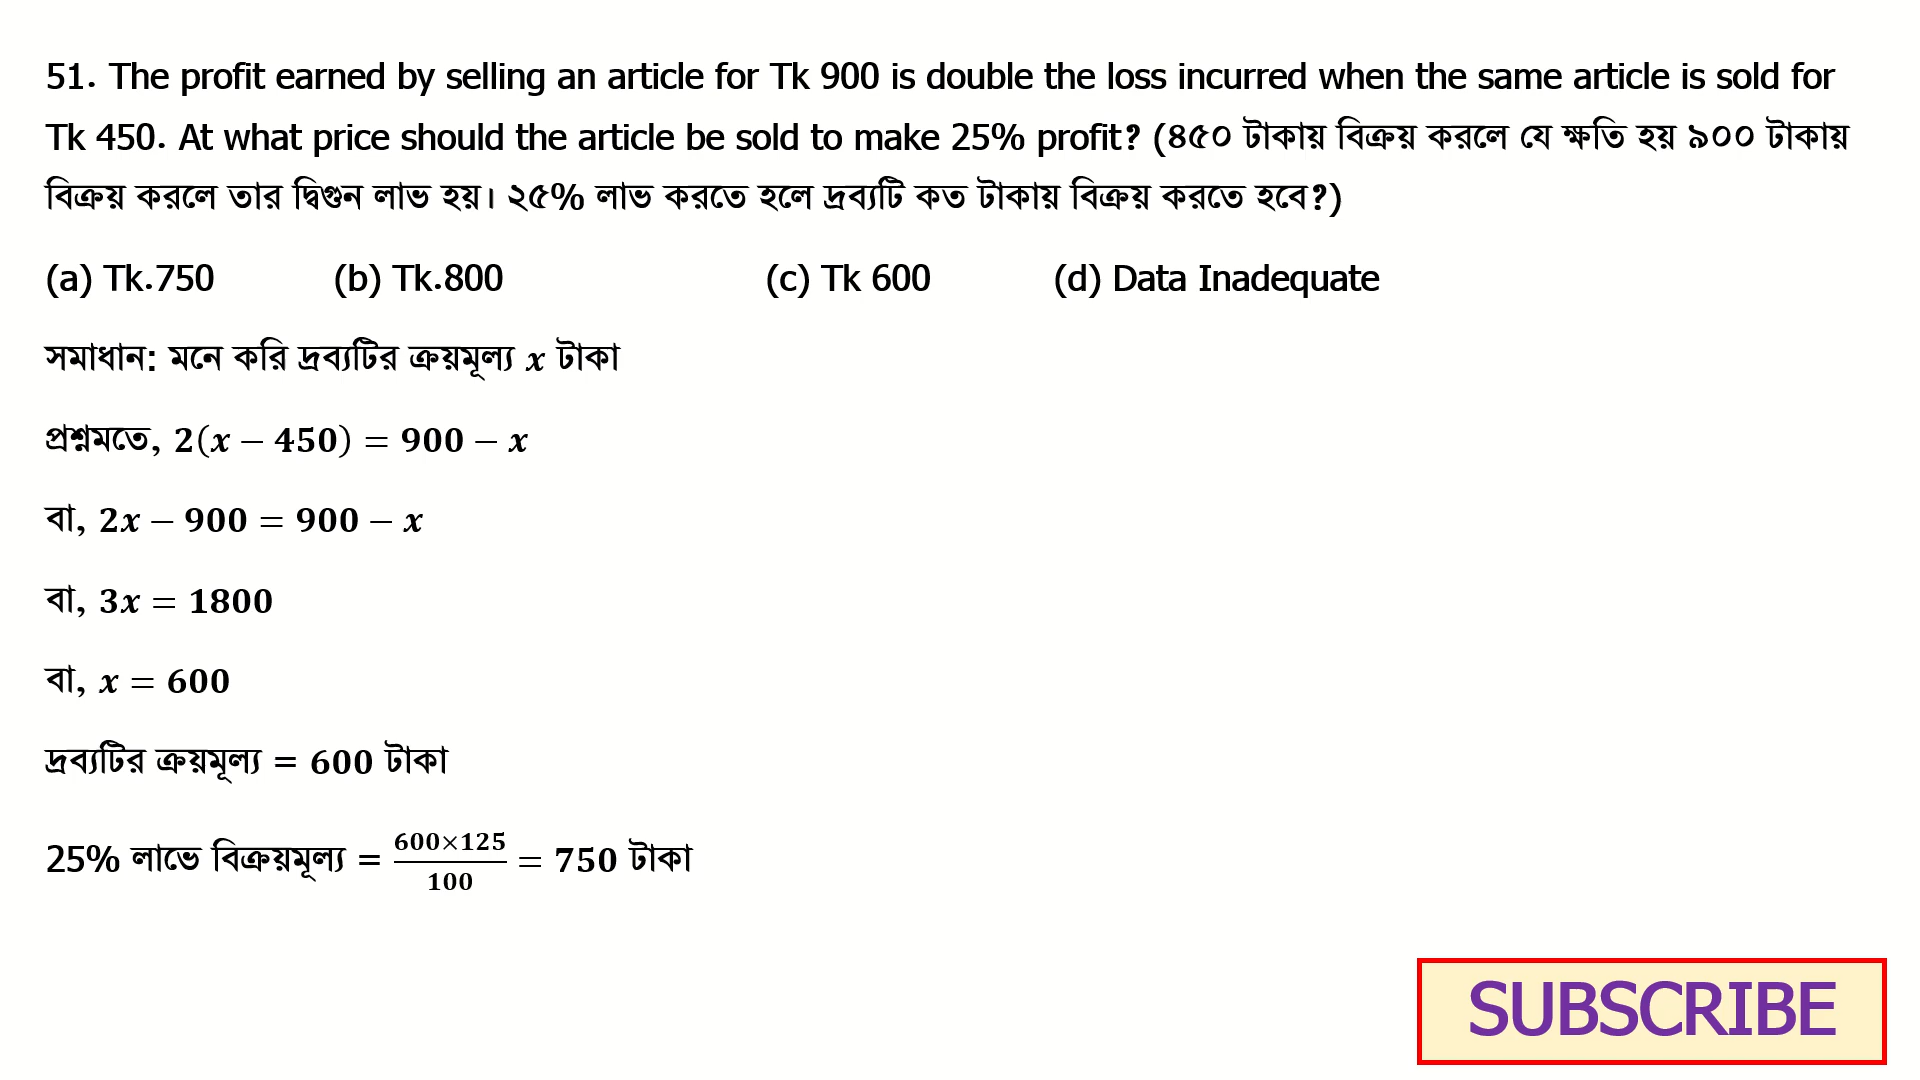 51. The profit earned by selling an article for Tk 900 is double the loss incurred when the same article is sold for
Tk 450. At what price should the article be sold to make 25% profit? (৪৫০ টাকায় বিক্রয় করলে যে ক্ষতি হয় ৯০০ টাকায়
বিক্রয় করলে তার দ্বিগুন লাভ হয়। ২৫% লাভ করতে হলে দ্রব্যটি কত টাকায় বিক্রয় করতে হবে?)
(a) Tk.750 (b) Tk.800 (c) Tk 600 (d) Data Inadequate
সমাধান: মনে করি দ্রব্যটির ক্রয়মূল্য x টাকা
প্রশ্নমতে, 2(x − 450) = 900 − x
বা, 2x − 900 = 900 − x
বা, 3x = 1800
বা, x = 600
দ্রব্যটির ক্রয়মূল্য = 600 টাকা
25% লাভে বিক্রয়মূল্য = 600×125/100 = 750 টাকা
SUBSCRIBE